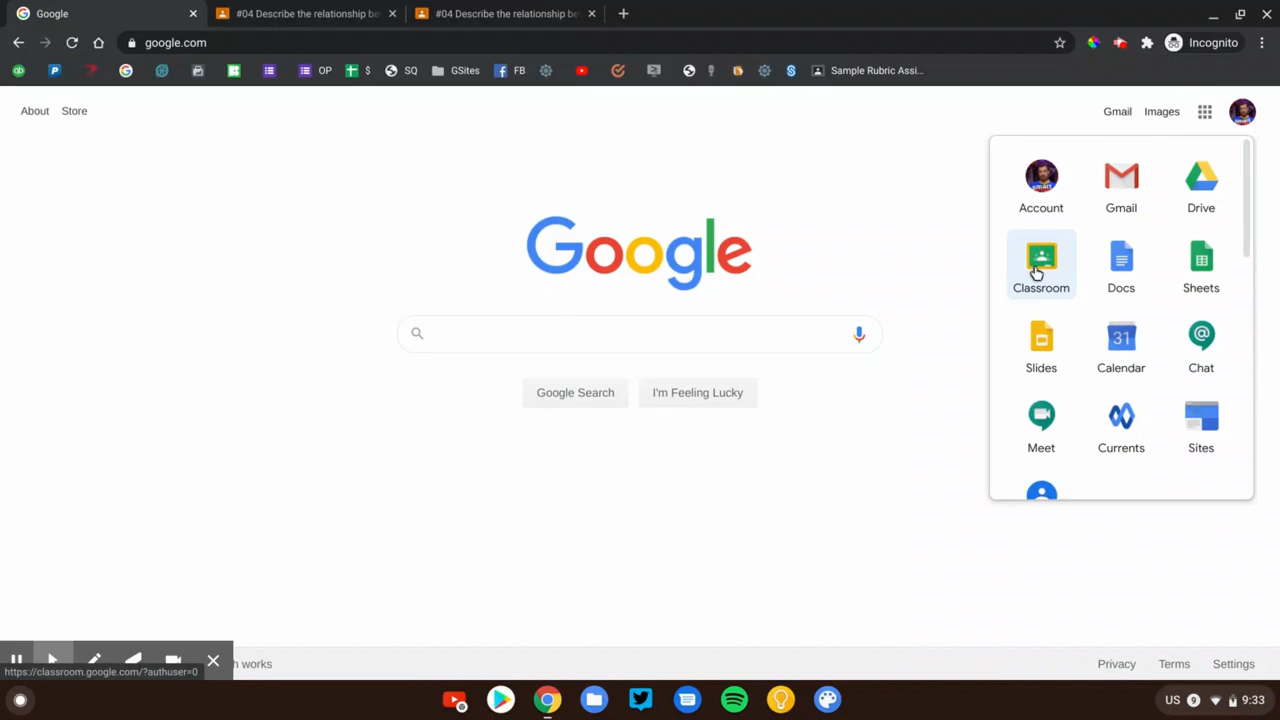 Google
#04 Describe the relationship be
#04 Describe the relationship be
google.com
Incognito
OP
$
SQ
GSites
FB
Sample Rubric Assi...
About
Store
Gmail
Images
Account
Gmail
Drive
Classroom
Docs
Sheets
Google
Slides
31
Calendar
Chat
Google Search
I'm Feeling Lucky
Meet
Currents
Sites
h works
https://classroom.google.com/?authuser=0
Privacy
Terms
Settings
US
9
9:33